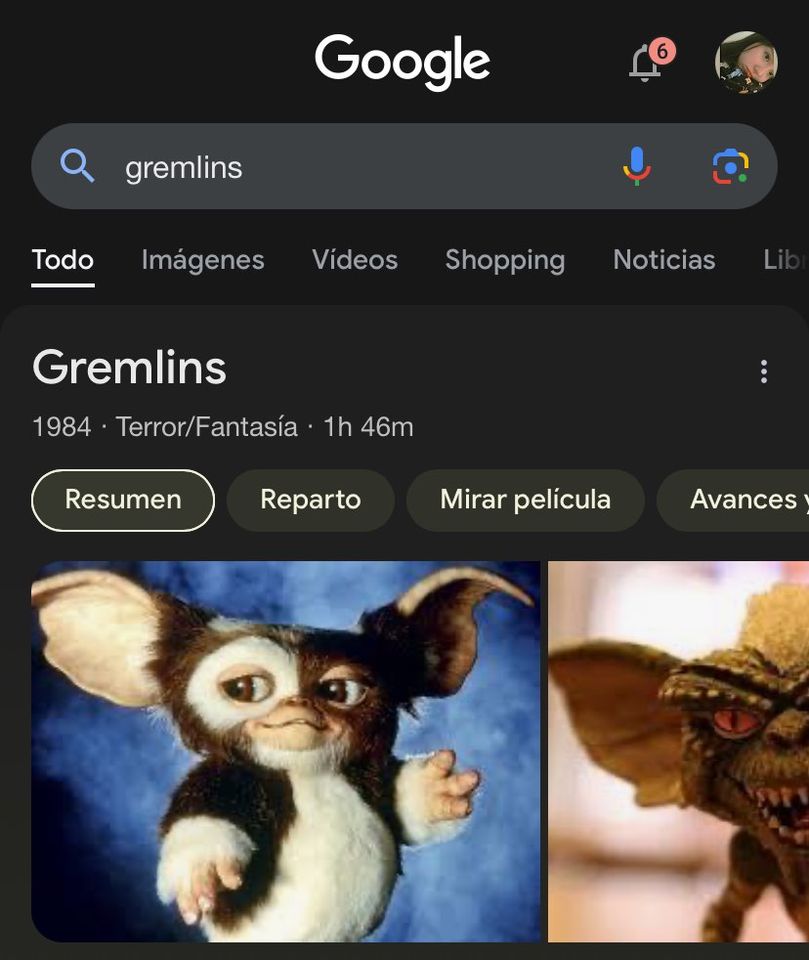 Google
6
gremlins
Todo Imágenes Vídeos Shopping Noticias
Gremlins
1984 · Terror/Fantasía · 1h 46m
Resumen Reparto Mirar película Avances y